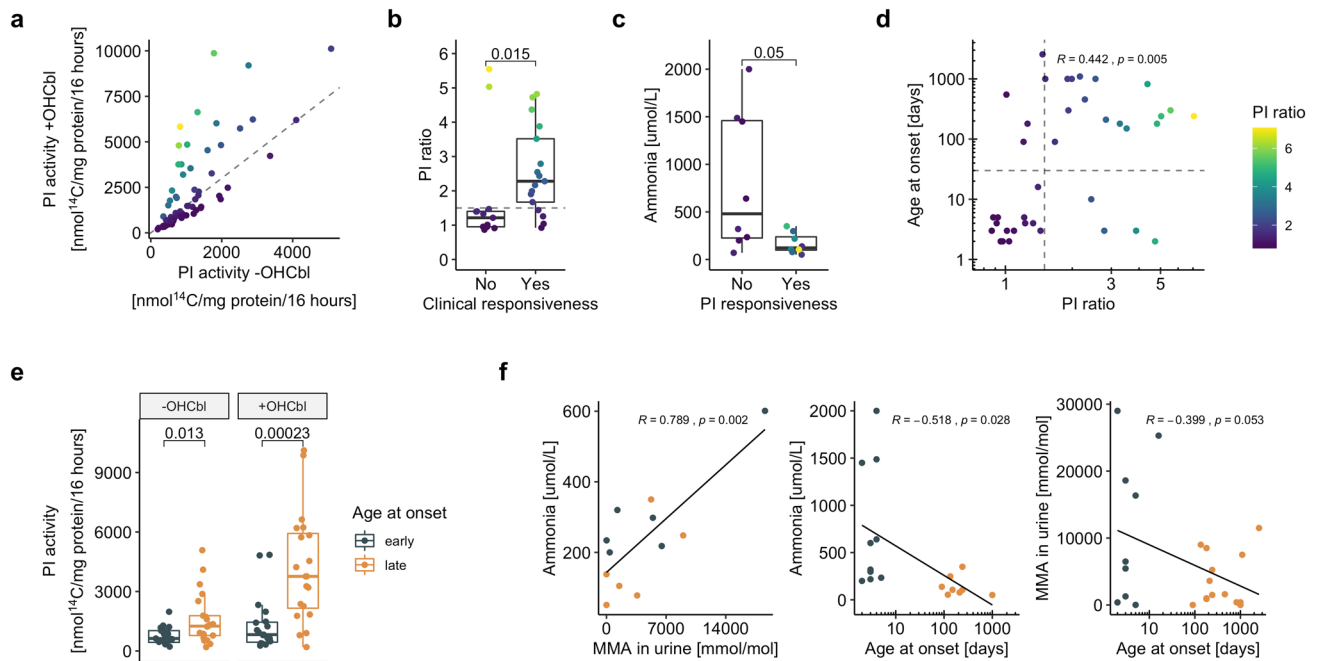 a
PI activity +OHCbl
[nmol14C/mg protein/16 hours]
10000
7500
5000
2500
0
0 2000 4000
PI activity -OHCbl
[nmol14C/mg protein/16 hours]
b
PI ratio
6
5
4
3
2
1
0
0.015
No Yes
Clinical responsiveness
c
Ammonia [umol/L]
2000
1500
1000
500
0
0.05
No Yes
PI responsiveness
d
Age at onset [days]
1000
100
10
1
R = 0.442 , p = 0.005
1 3 5
PI ratio
PI ratio
6
4
2
e
PI activity
[nmol14C/mg protein/16 hours]
-OHCbl +OHCbl
0.013 0.00023
9000
6000
3000
0
Age at onset
early
late
f
Ammonia [umol/L]
600
400
200
R = 0.789 , p = 0.002
0 7000 14000
MMA in urine [mmol/mol]
Ammonia [umol/L]
2000
1500
1000
500
0
R = −0.518 , p = 0.028
10 100 1000
Age at onset [days]
MMA in urine [mmol/mol]
30000
20000
10000
0
R = −0.399 , p = 0.053
10 100 1000
Age at onset [days]